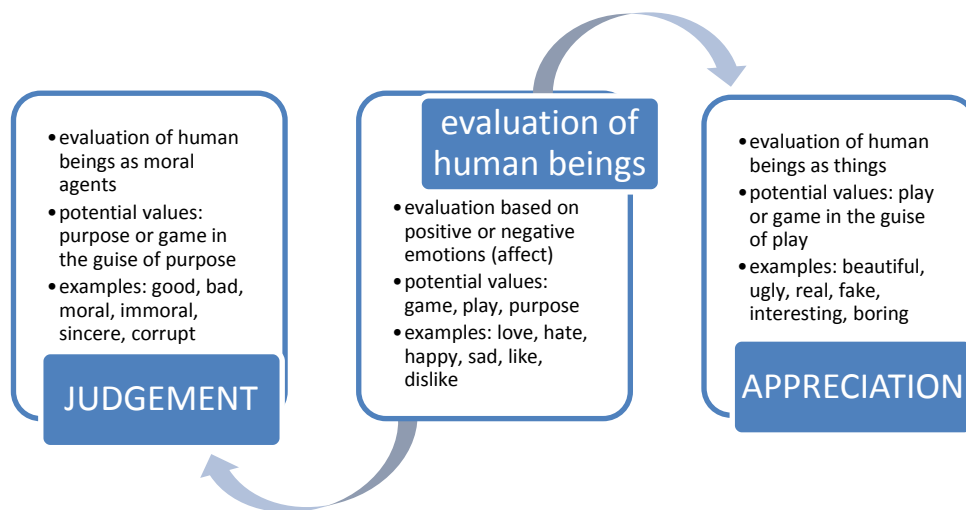 •evaluation of human
beings as moral
agents
•potential values:
purpose or game in
the guise of purpose
•examples: good, bad,
moral, immoral,
sincere, corrupt
JUDGEMENT
evaluation of
human beings
•evaluation based on
positive or negative
emotions (affect)
•potential values:
game, play, purpose
•examples: love, hate,
happy, sad, like,
dislike
•evaluation of human
beings as things
•potential values: play
or game in the guise
of play
•examples: beautiful,
ugly, real, fake,
interesting, boring
APPRECIATION